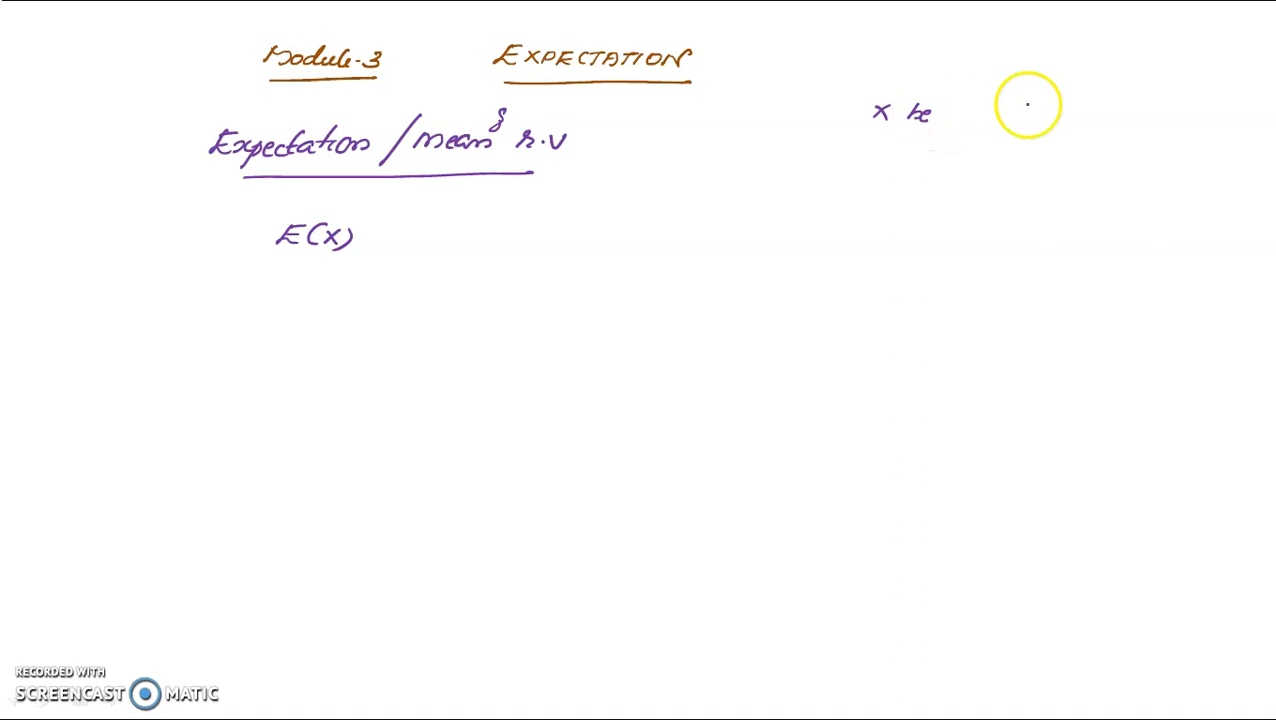 Module-3 EXPECTATION
Expectation / mean of r.v
X be
E(X)
RECORDED WITH
SCREENCAST MATIC